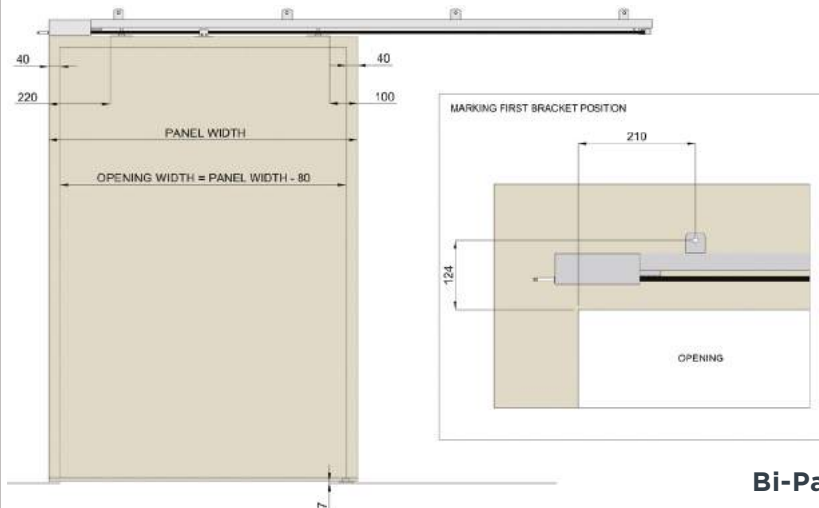 40
40
220
100
PANEL WIDTH
OPENING WIDTH = PANEL WIDTH - 80
7
MARKING FIRST BRACKET POSITION
210
124
OPENING
Bi-Pa